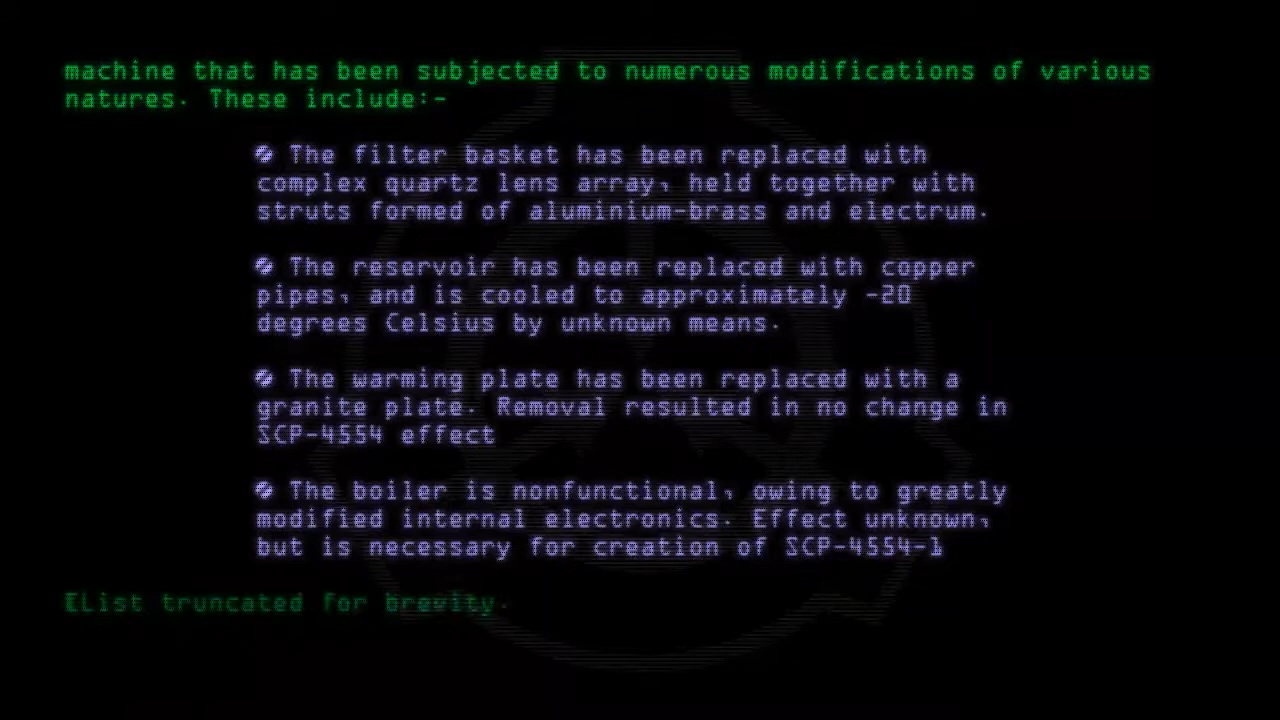 machine that has been subjected to numerous modifications of various
natures. These include:-
The filter basket has been replaced with
complex quartz lens array, held together with
struts formed of aluminium-brass and electrum.
The reservoir has been replaced with copper
pipes, and is cooled to approximately -20
degrees Celsius by unknown means.
The warming plate has been replaced with a
granite plate. Removal resulted in no change in
SCP-4554 effect
The boiler is nonfunctional, owing to greatly
modified internal electronics. Effect unknown,
but is necessary for creation of SCP-4554-1
[List truncated for brevity.